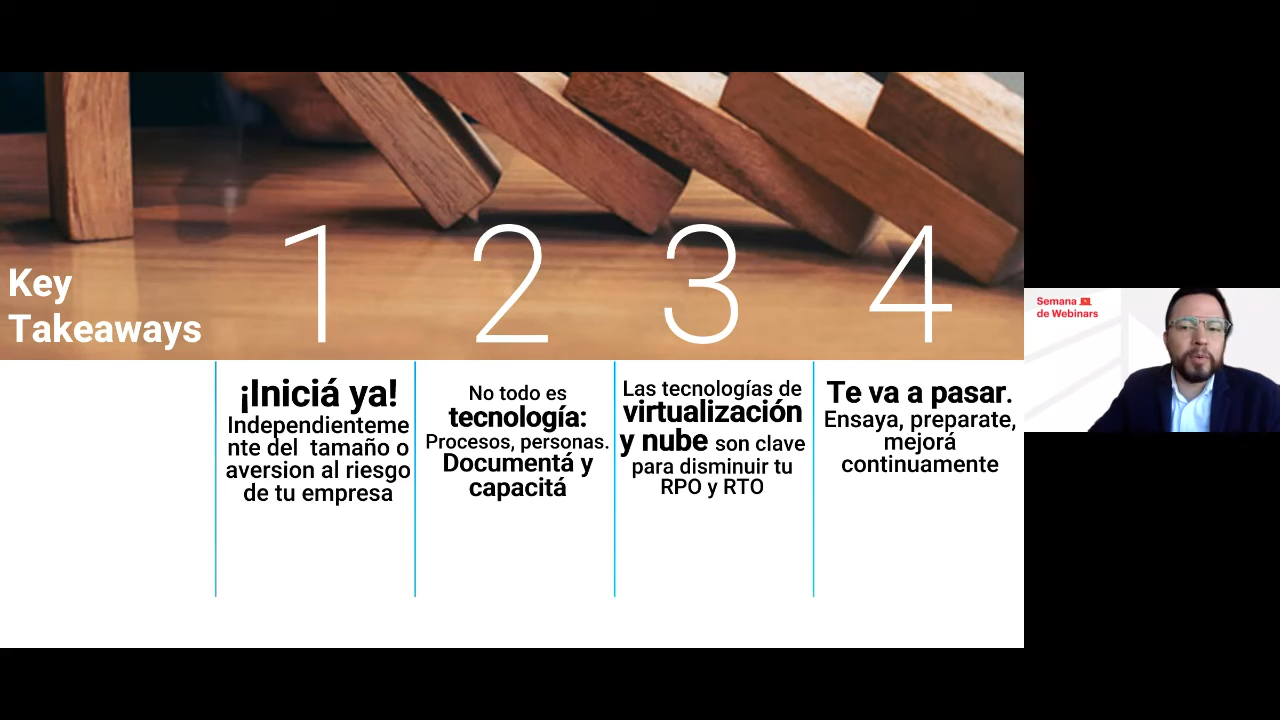 Key
Takeaways
1
2
3
4
¡Iniciá ya!
Independienteme
nte del  tamaño o
aversion al riesgo
de tu empresa
No todo es
tecnología:
Procesos, personas.
Documentá y
capacitá
Las tecnologías de
virtualización
y nube son clave
para disminuir tu
RPO y RTO
Te va a pasar.
Ensaya, preparate,
mejorá
continuamente
Semana
de Webinars